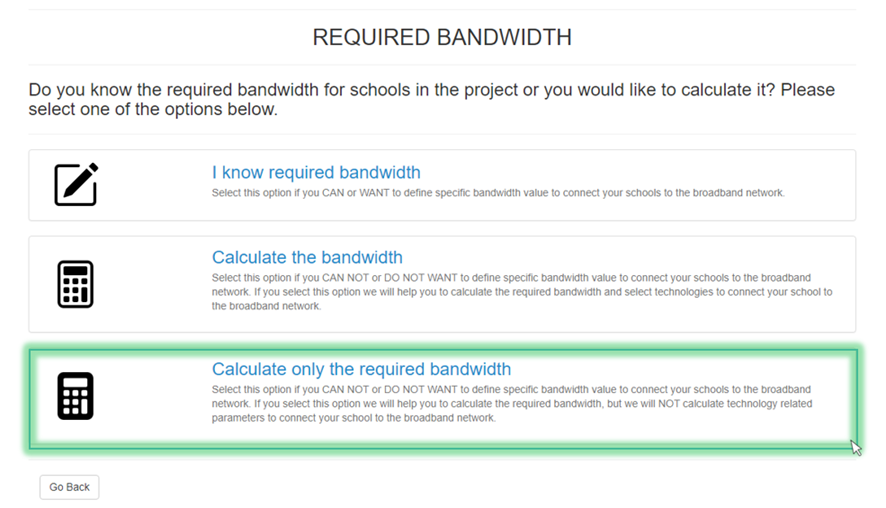 REQUIRED BANDWIDTH
Do you know the required bandwidth for schools in the project or you would like to calculate it? Please
select one of the options below.
I know required bandwidth
Select this option if you CAN or WANT to define specific bandwidth value to connect your schools to the broadband network.
Calculate the bandwidth
Select this option if you CAN NOT or DO NOT WANT to define specific bandwidth value to connect your schools to the broadband
network. If you select this option we will help you to calculate the required bandwidth and select technologies to connect your school to
the broadband network.
Calculate only the required bandwidth
Select this option if you CAN NOT or DO NOT WANT to define specific bandwidth value to connect your schools to the broadband
network. If you select this option we will help you to calculate the required bandwidth, but we will NOT calculate technology related
parameters to connect your school to the broadband network.
Go Back